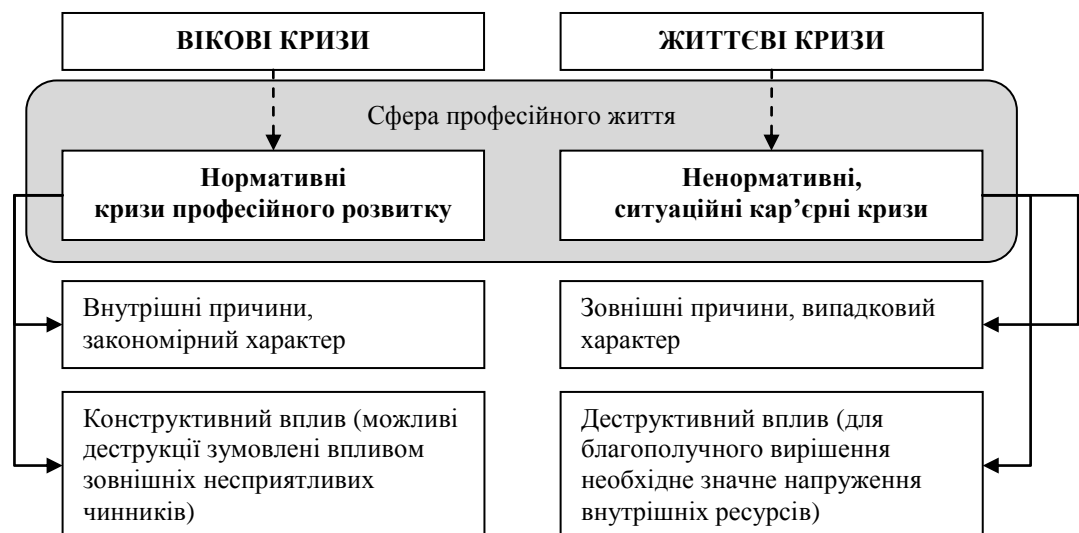 ВІКОВІ КРИЗИ
ЖИТТЄВІ КРИЗИ
Сфера професійного життя
Нормативні
кризи професійного розвитку
Ненормативні,
ситуаційні кар’єрні кризи
Внутрішні причини,
закономірний характер
Зовнішні причини, випадковий
характер
Конструктивний вплив (можливі
деструкції зумовлені впливом
зовнішніх несприятливих
чинників)
Деструктивний вплив (для
благополучного вирішення
необхідне значне напруження
внутрішніх ресурсів)